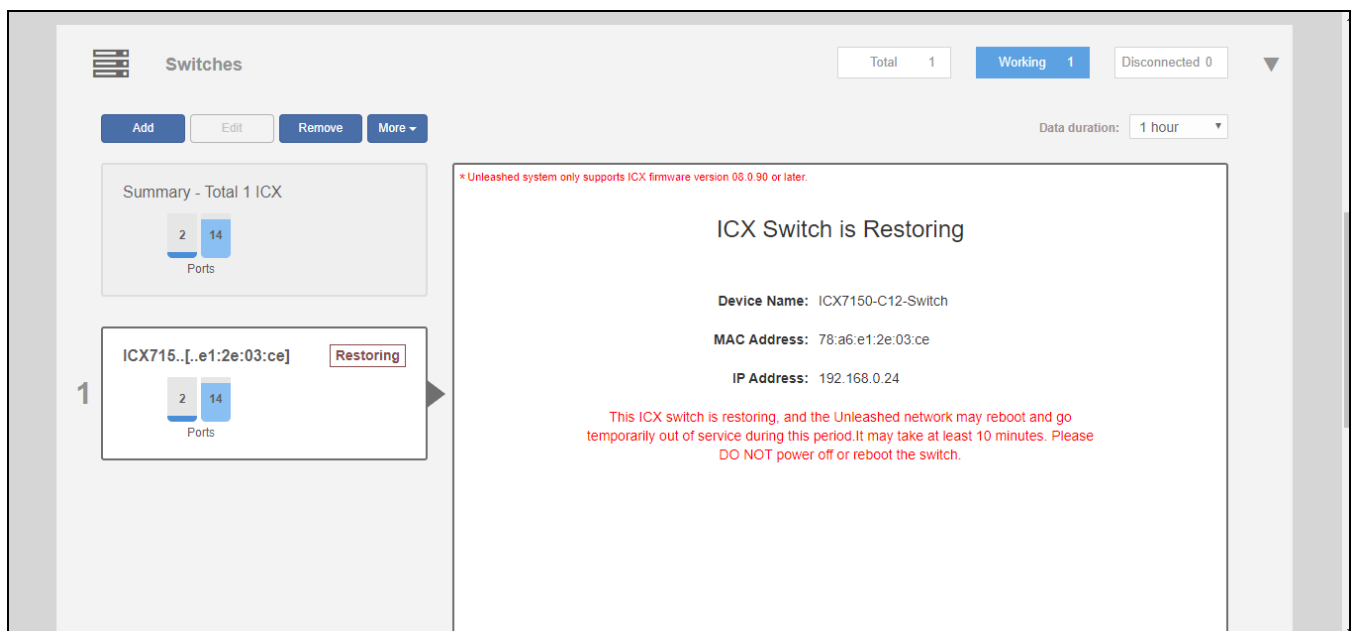 Switches
Total 1
Working 1
Disconnected 0
Add
Edit
Remove
More
Data duration: 1 hour
Summary - Total 1 ICX
2 14
Ports
1
ICX715..[..e1:2e:03:ce] Restoring
2 14
Ports
* Unleashed system only supports ICX firmware version 08.0.90 or later.
ICX Switch is Restoring
Device Name: ICX7150-C12-Switch
MAC Address: 78:a6:e1:2e:03:ce
IP Address: 192.168.0.24
This ICX switch is restoring, and the Unleashed network may reboot and go
temporarily out of service during this period.It may take at least 10 minutes. Please
DO NOT power off or reboot the switch.